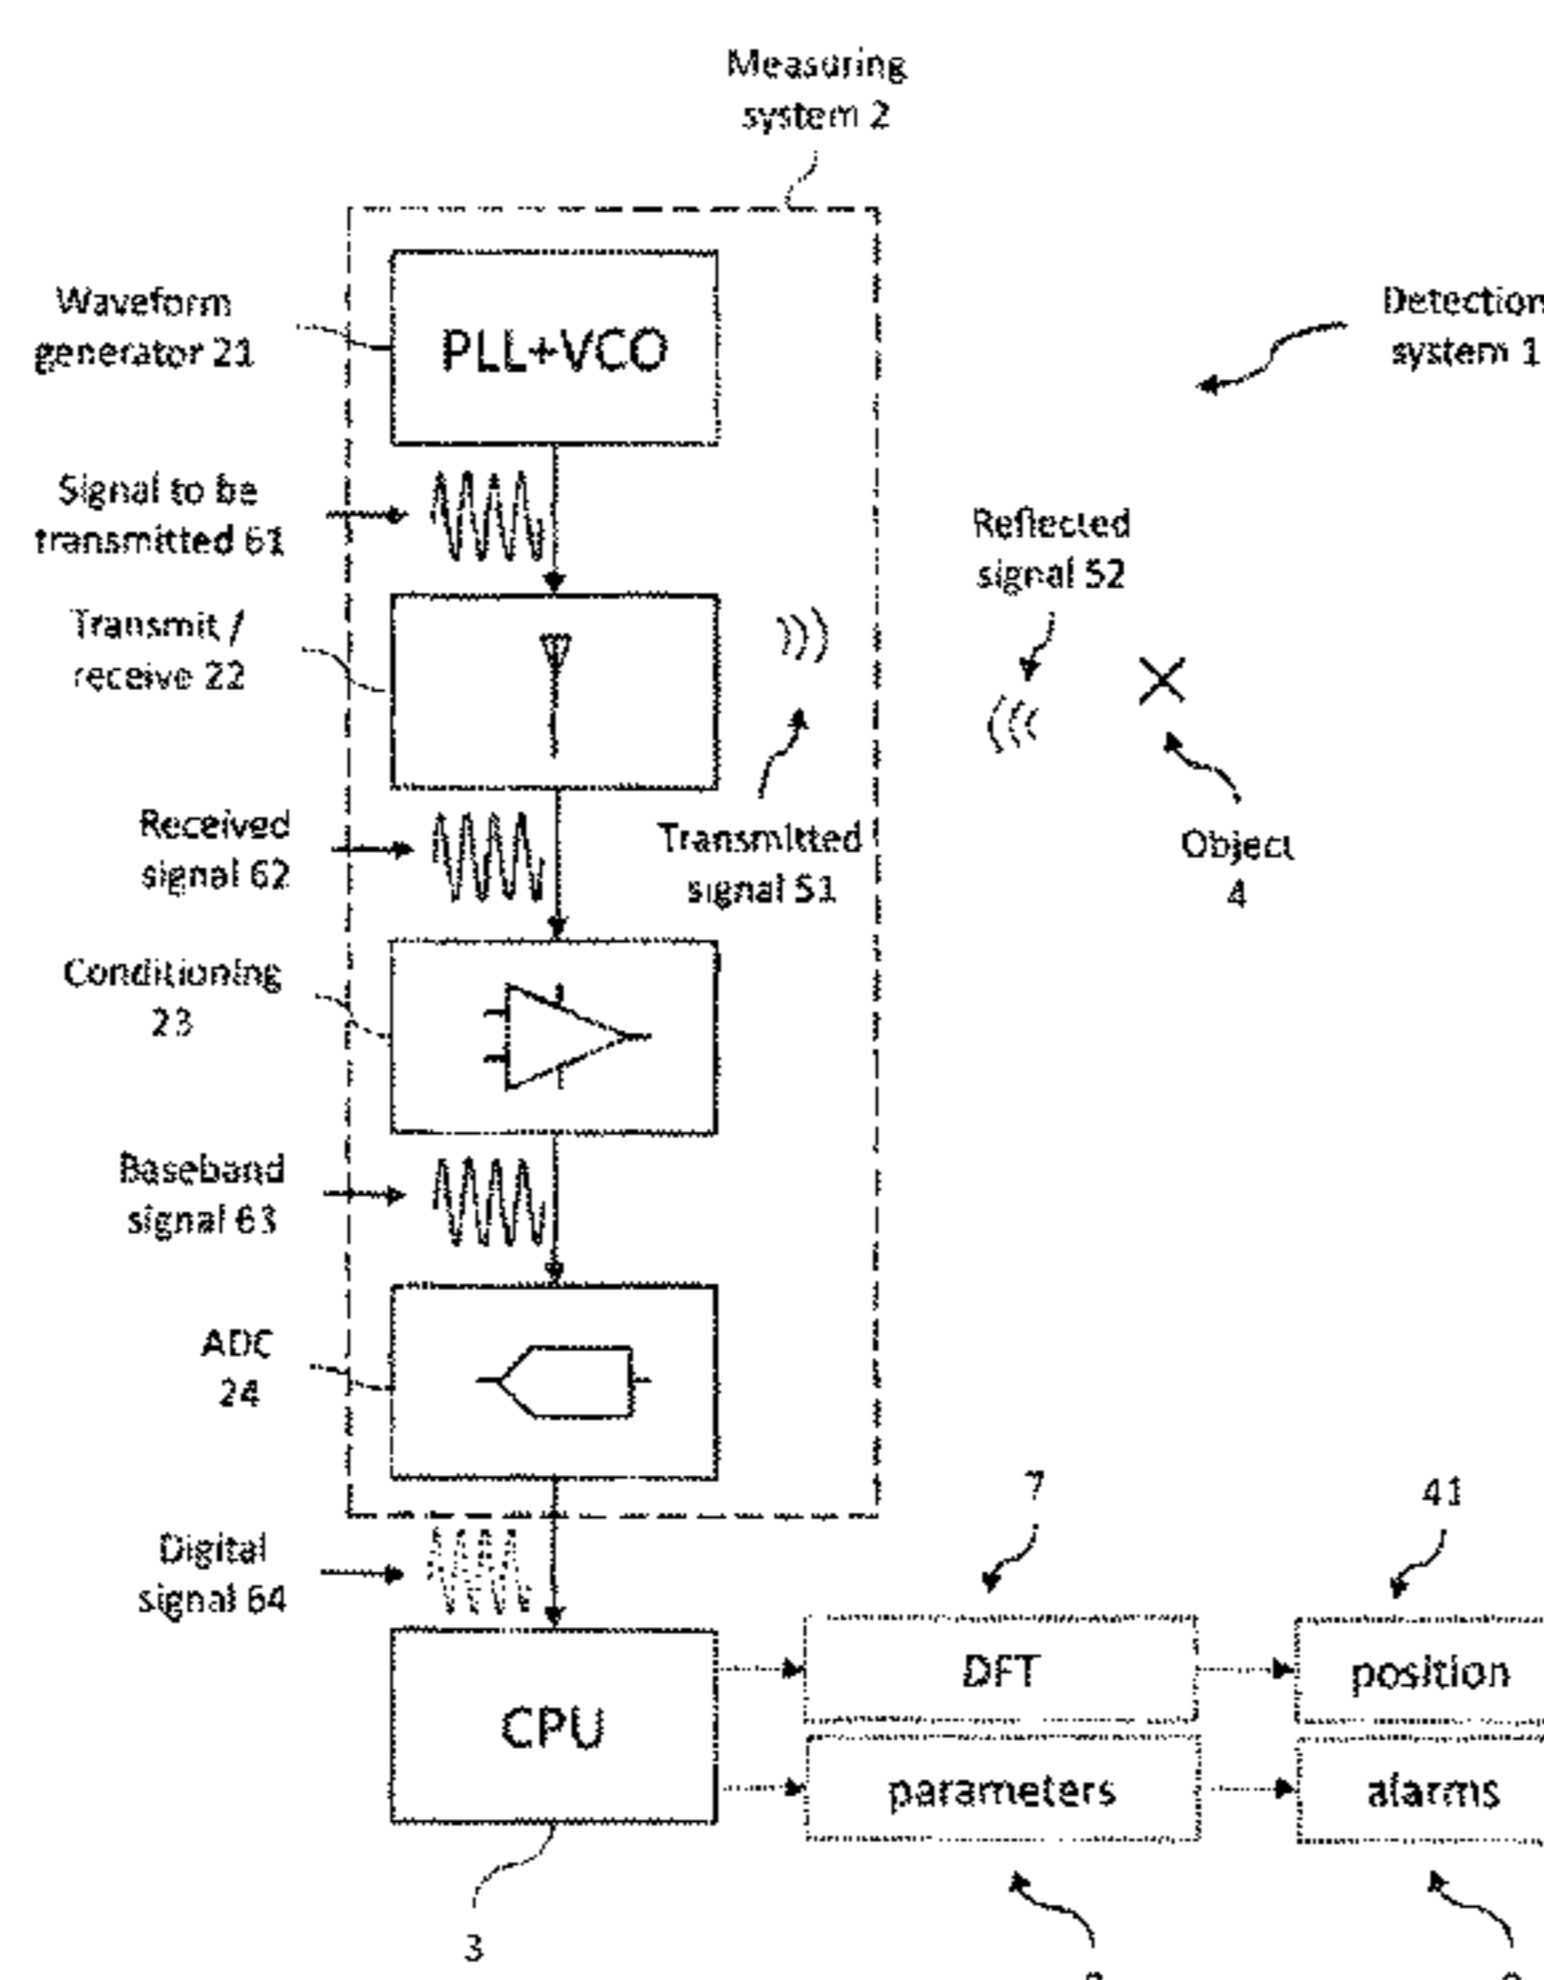 Measuring
system 2
Waveform
generator 21
PLL+VCO
Detection
system 1
Signal to be
transmitted 61
Reflected
signal 52
Transmit /
receive 22
Received
signal 62
Transmitted
signal 51
Object
4
Conditioning
23
Baseband
signal 63
ADC
24
7
41
Digital
signal 64
DFT
position
CPU
parameters
alarms
3